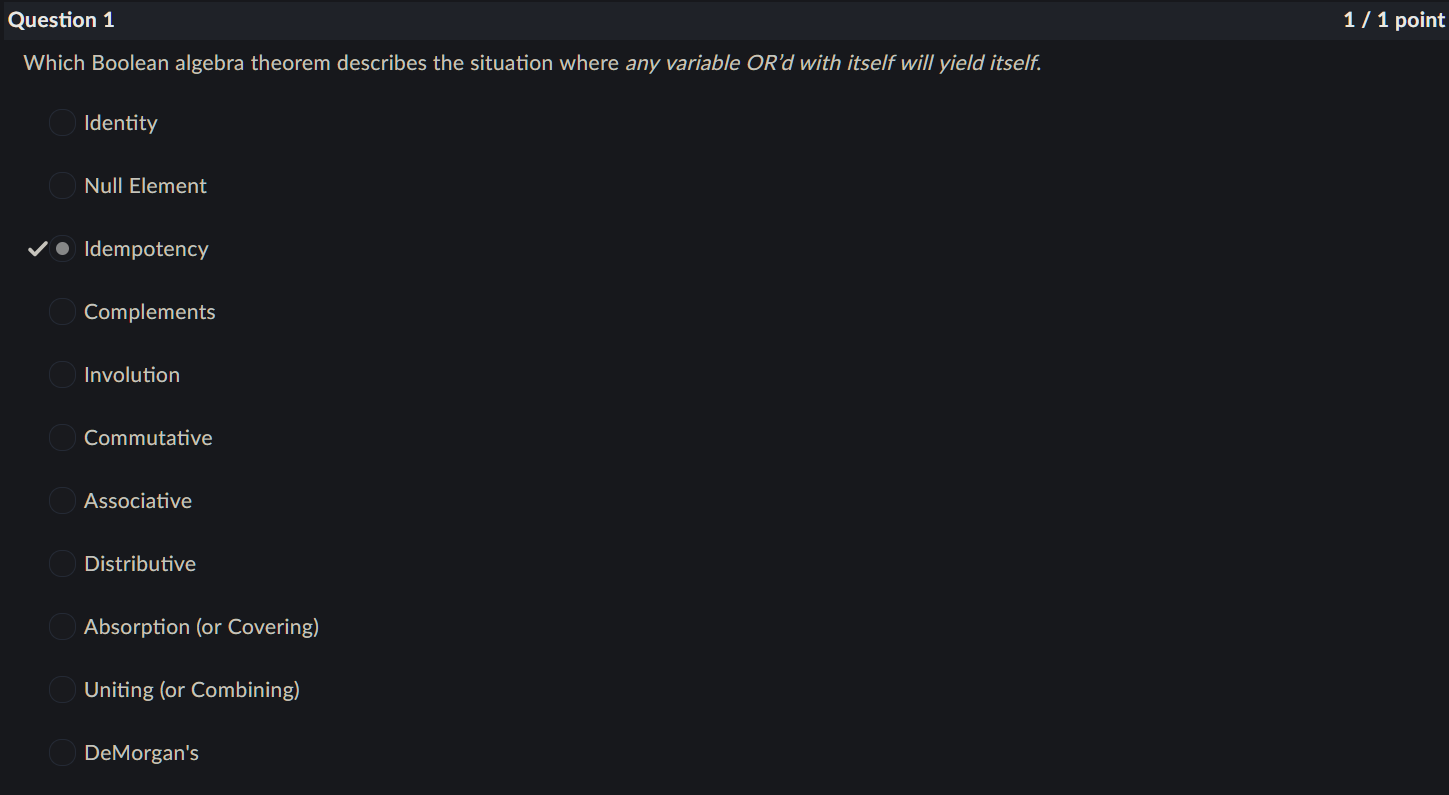 Question 1 1 / 1 point
Which Boolean algebra theorem describes the situation where any variable OR’d with itself will yield itself.
Identity
Null Element
Idempotency
Complements
Involution
Commutative
Associative
Distributive
Absorption (or Covering)
Uniting (or Combining)
DeMorgan's